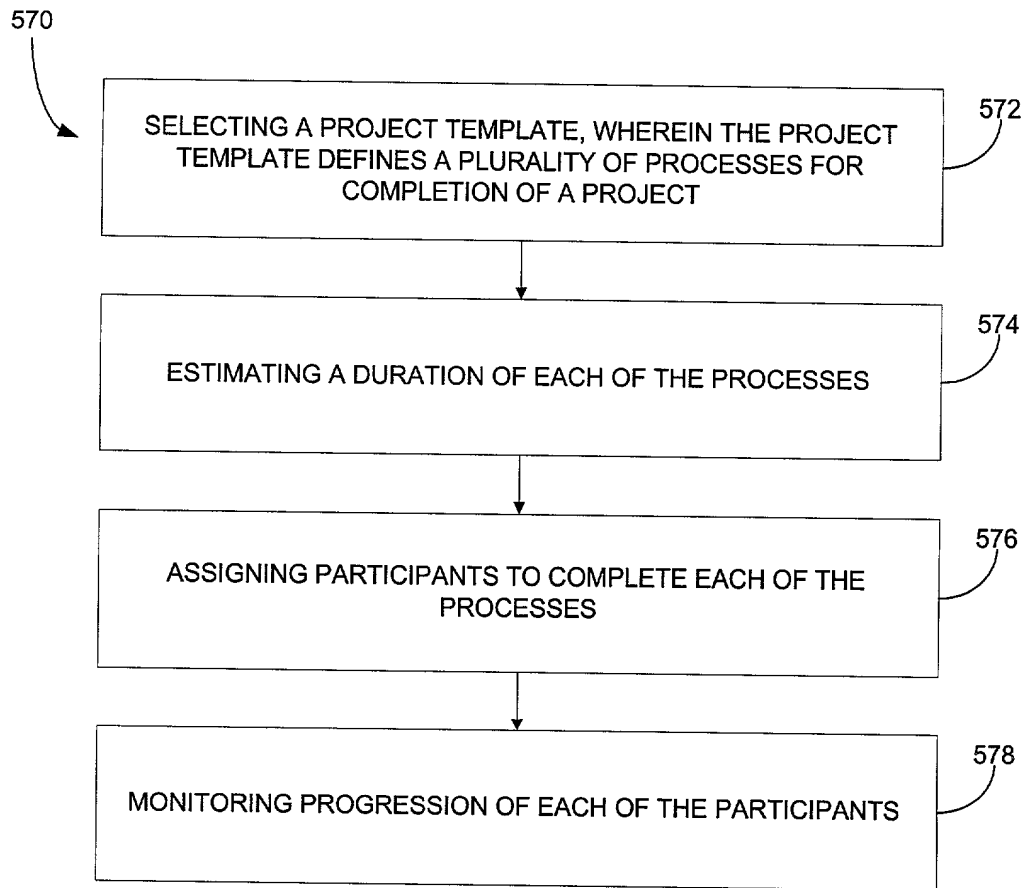 570
572
SELECTING A PROJECT TEMPLATE, WHEREIN THE PROJECT
TEMPLATE DEFINES A PLURALITY OF PROCESSES FOR
COMPLETION OF A PROJECT
574
ESTIMATING A DURATION OF EACH OF THE PROCESSES
576
ASSIGNING PARTICIPANTS TO COMPLETE EACH OF THE
PROCESSES
578
MONITORING PROGRESSION OF EACH OF THE PARTICIPANTS